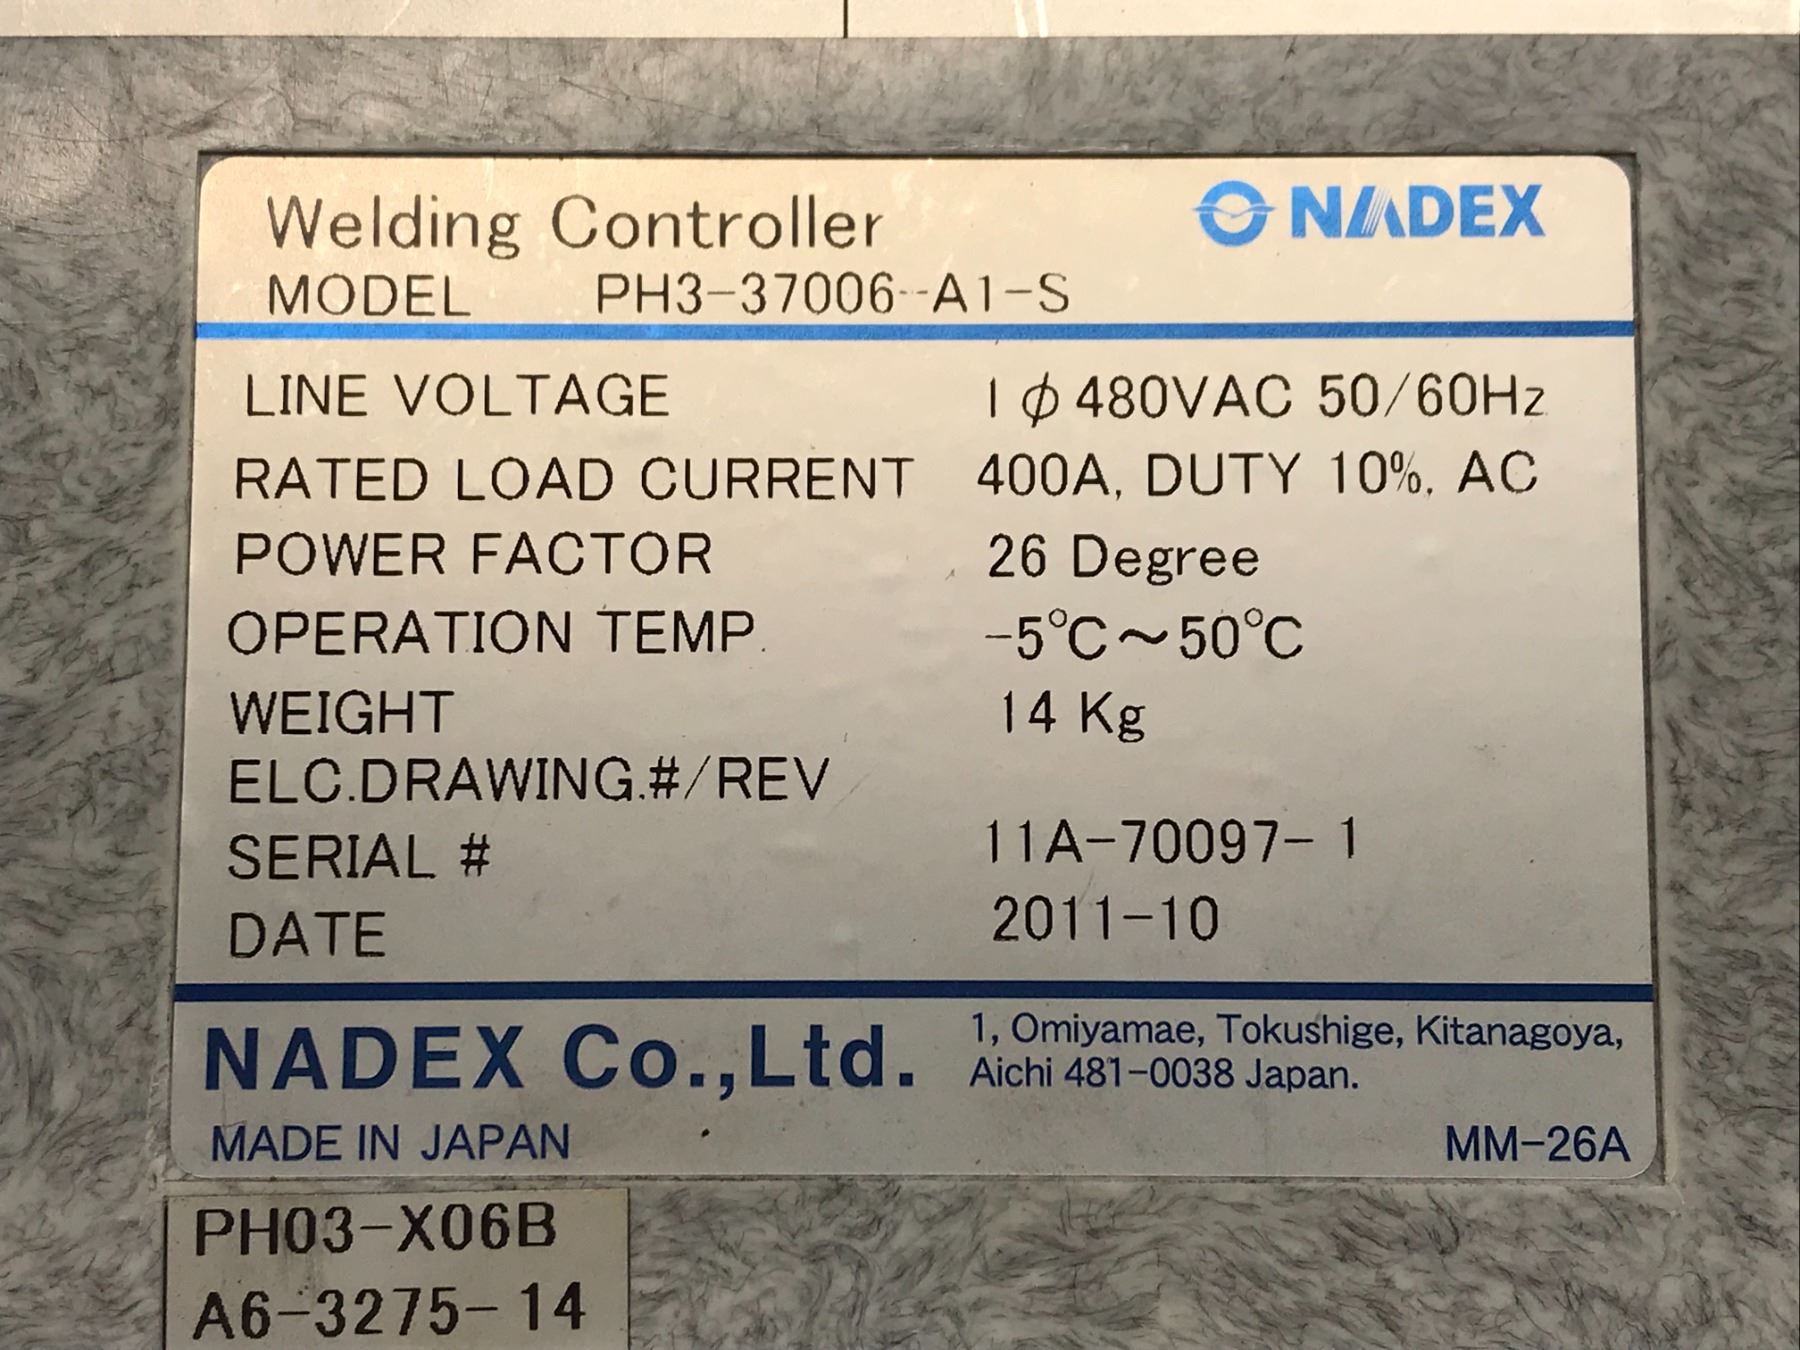 Welding Controller
NADEX
MODEL PH3-37006--A1-S
LINE VOLTAGE 1φ480VAC 50/60Hz
RATED LOAD CURRENT 400A, DUTY 10%, AC
POWER FACTOR 26 Degree
OPERATION TEMP. -5℃~50℃
WEIGHT 14 Kg
ELC.DRAWING.#/REV
SERIAL # 11A-70097- 1
DATE 2011-10
NADEX Co.,Ltd.
1, Omiyamae, Tokushige, Kitanagoya,
Aichi 481-0038 Japan.
MADE IN JAPAN
MM-26A
PH03-X06B
A6-3275-14